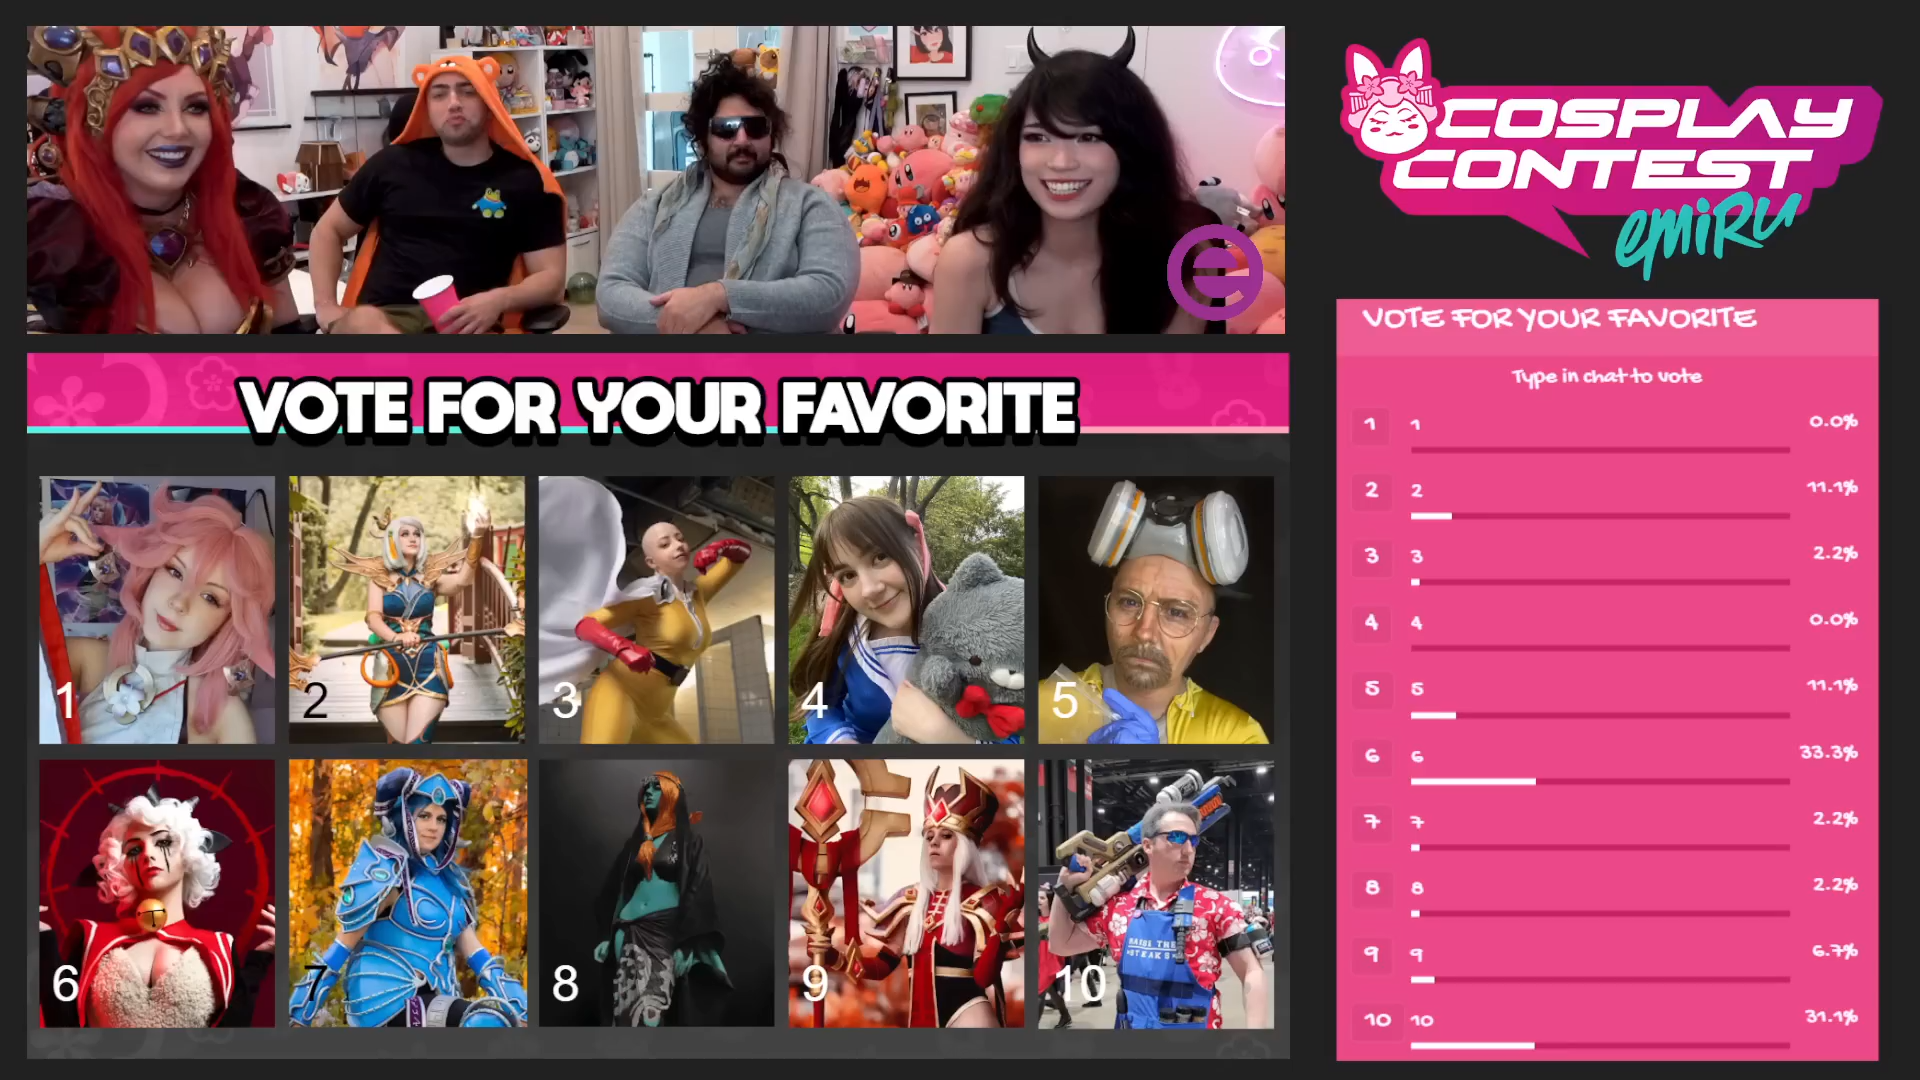 COSPLAY
CONTEST
emiru
VOTE FOR YOUR FAVORITE
1
2
3
4
5
6
7
8
9
10
RAISE THE
STEAKS
VOTE FOR YOUR FAVORITE
Type in chat to vote
1 1 0.0%
2 2 11.1%
3 3 2.2%
4 4 0.0%
5 5 11.1%
6 6 33.3%
7 7 2.2%
8 8 2.2%
9 9 6.7%
10 10 31.1%